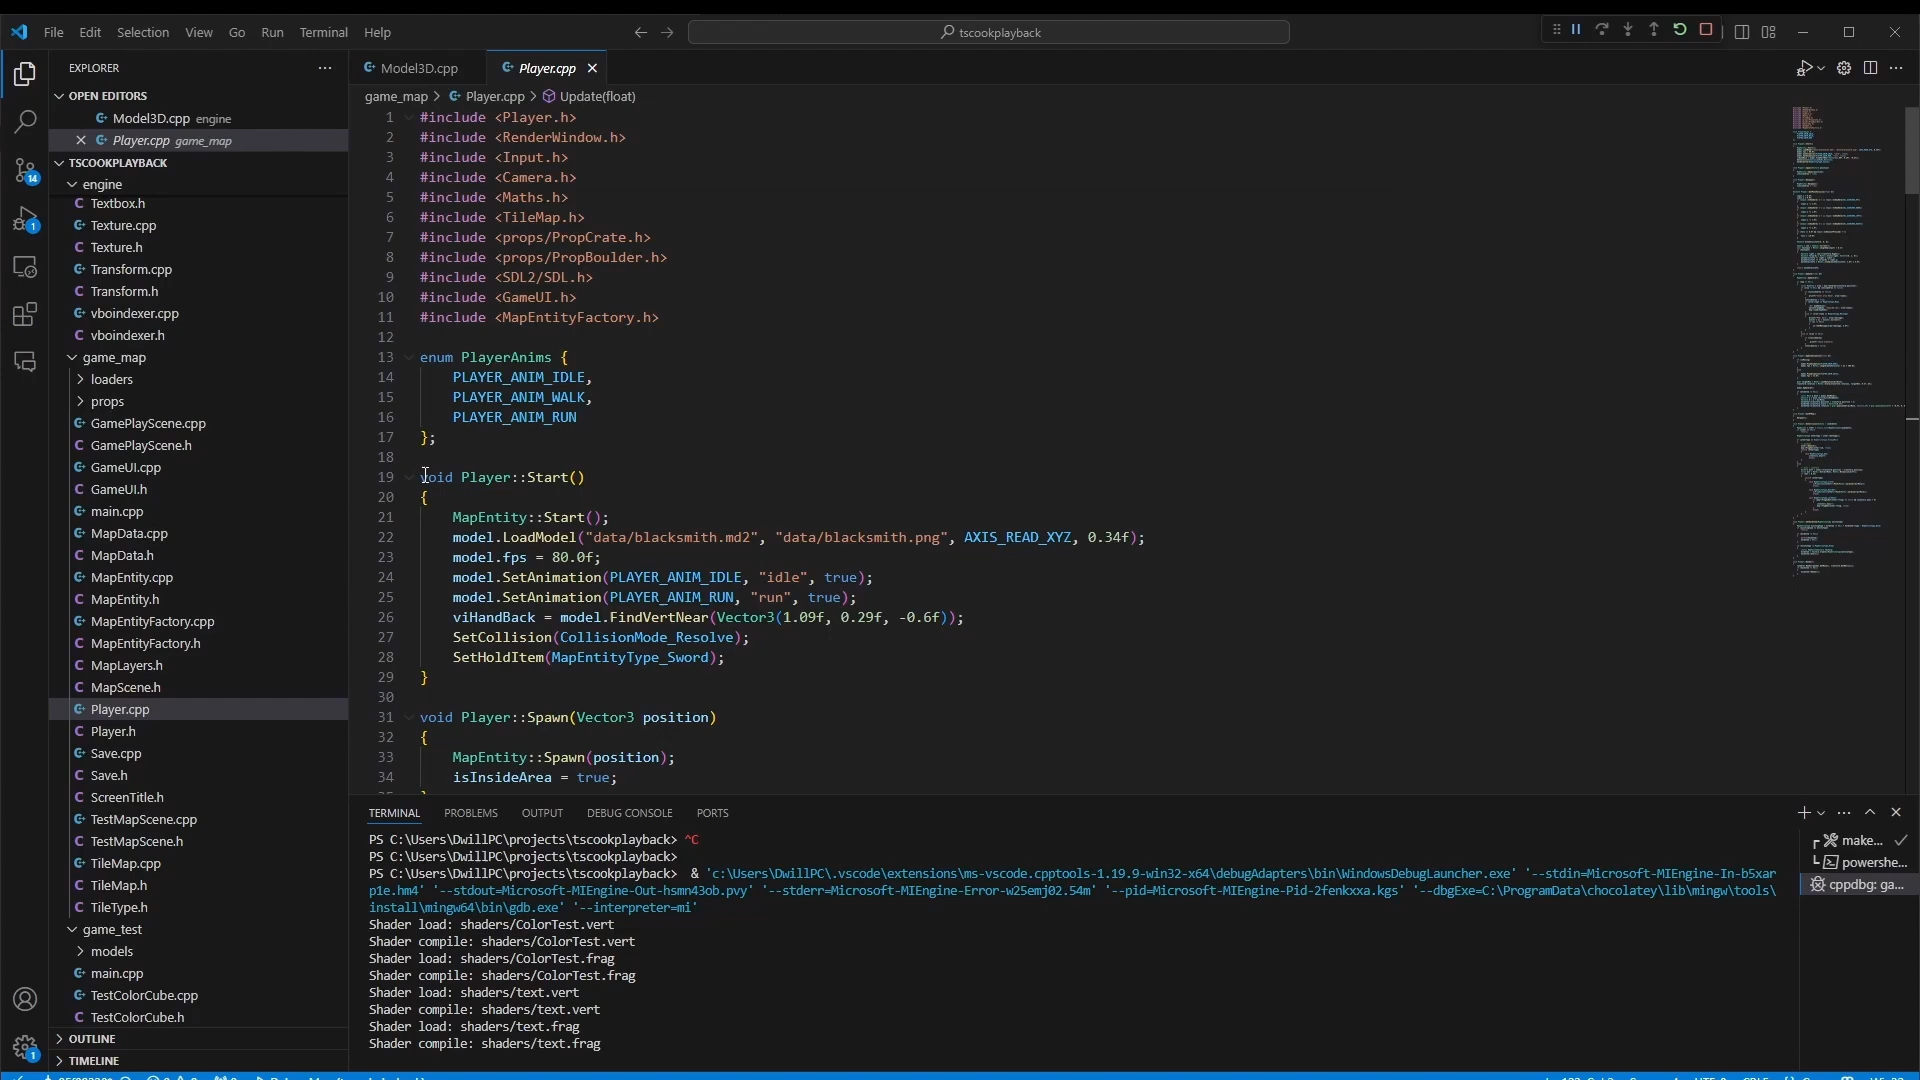 File Edit Selection View Go Run Terminal Help
tscookplayback
EXPLORER
OPEN EDITORS
Model3D.cpp engine
Player.cpp game_map
TSCOOKPLAYBACK
engine
Textbox.h
Texture.cpp
Texture.h
Transform.cpp
Transform.h
vboindexer.cpp
vboindexer.h
game_map
loaders
props
GamePlayScene.cpp
GamePlayScene.h
GameUI.cpp
GameUI.h
main.cpp
MapData.cpp
MapData.h
MapEntity.cpp
MapEntity.h
MapEntityFactory.cpp
MapEntityFactory.h
MapLayers.h
MapScene.h
Player.cpp
Player.h
Save.cpp
Save.h
ScreenTitle.h
TestMapScene.cpp
TestMapScene.h
TileMap.cpp
TileMap.h
TileType.h
game_test
models
main.cpp
TestColorCube.cpp
TestColorCube.h
OUTLINE
TIMELINE
14
1
1
Model3D.cpp Player.cpp
game_map > Player.cpp > Update(float)
1 #include <Player.h>
2 #include <RenderWindow.h>
3 #include <Input.h>
4 #include <Camera.h>
5 #include <Maths.h>
6 #include <TileMap.h>
7 #include <props/PropCrate.h>
8 #include <props/PropBoulder.h>
9 #include <SDL2/SDL.h>
10 #include <GameUI.h>
11 #include <MapEntityFactory.h>
12
13 enum PlayerAnims {
14 PLAYER_ANIM_IDLE,
15 PLAYER_ANIM_WALK,
16 PLAYER_ANIM_RUN
17 };
18
19 void Player::Start()
20 {
21 MapEntity::Start();
22 model.LoadModel("data/blacksmith.md2", "data/blacksmith.png", AXIS_READ_XYZ, 0.34f);
23 model.fps = 80.0f;
24 model.SetAnimation(PLAYER_ANIM_IDLE, "idle", true);
25 model.SetAnimation(PLAYER_ANIM_RUN, "run", true);
26 viHandBack = model.FindVertNear(Vector3(1.09f, 0.29f, -0.6f));
27 SetCollision(CollisionMode_Resolve);
28 SetHoldItem(MapEntityType_Sword);
29 }
30
31 void Player::Spawn(Vector3 position)
32 {
33 MapEntity::Spawn(position);
34 isInsideArea = true;
TERMINAL PROBLEMS OUTPUT DEBUG CONSOLE PORTS
PS C:\Users\DwillPC\projects\tscookplayback> ^C
PS C:\Users\DwillPC\projects\tscookplayback>
PS C:\Users\DwillPC\projects\tscookplayback> & 'c:\Users\DwillPC\.vscode\extensions\ms-vscode.cpptools-1.19.9-win32-x64\debugAdapters\bin\WindowsDebugLauncher.exe' '--stdin=Microsoft-MIEngine-In-b5xar
p1e.hm4' '--stdout=Microsoft-MIEngine-Out-hsmn43ob.pvy' '--stderr=Microsoft-MIEngine-Error-w25emj02.54m' '--pid=Microsoft-MIEngine-Pid-2fenkxxa.kgs' '--dbgExe=C:\ProgramData\chocolatey\lib\mingw\tools\
install\mingw64\bin\gdb.exe' '--interpreter=mi'
Shader load: shaders/ColorTest.vert
Shader compile: shaders/ColorTest.vert
Shader load: shaders/ColorTest.frag
Shader compile: shaders/ColorTest.frag
Shader load: shaders/text.vert
Shader compile: shaders/text.vert
Shader load: shaders/text.frag
Shader compile: shaders/text.frag
make...
powershe...
cppdbg: ga...